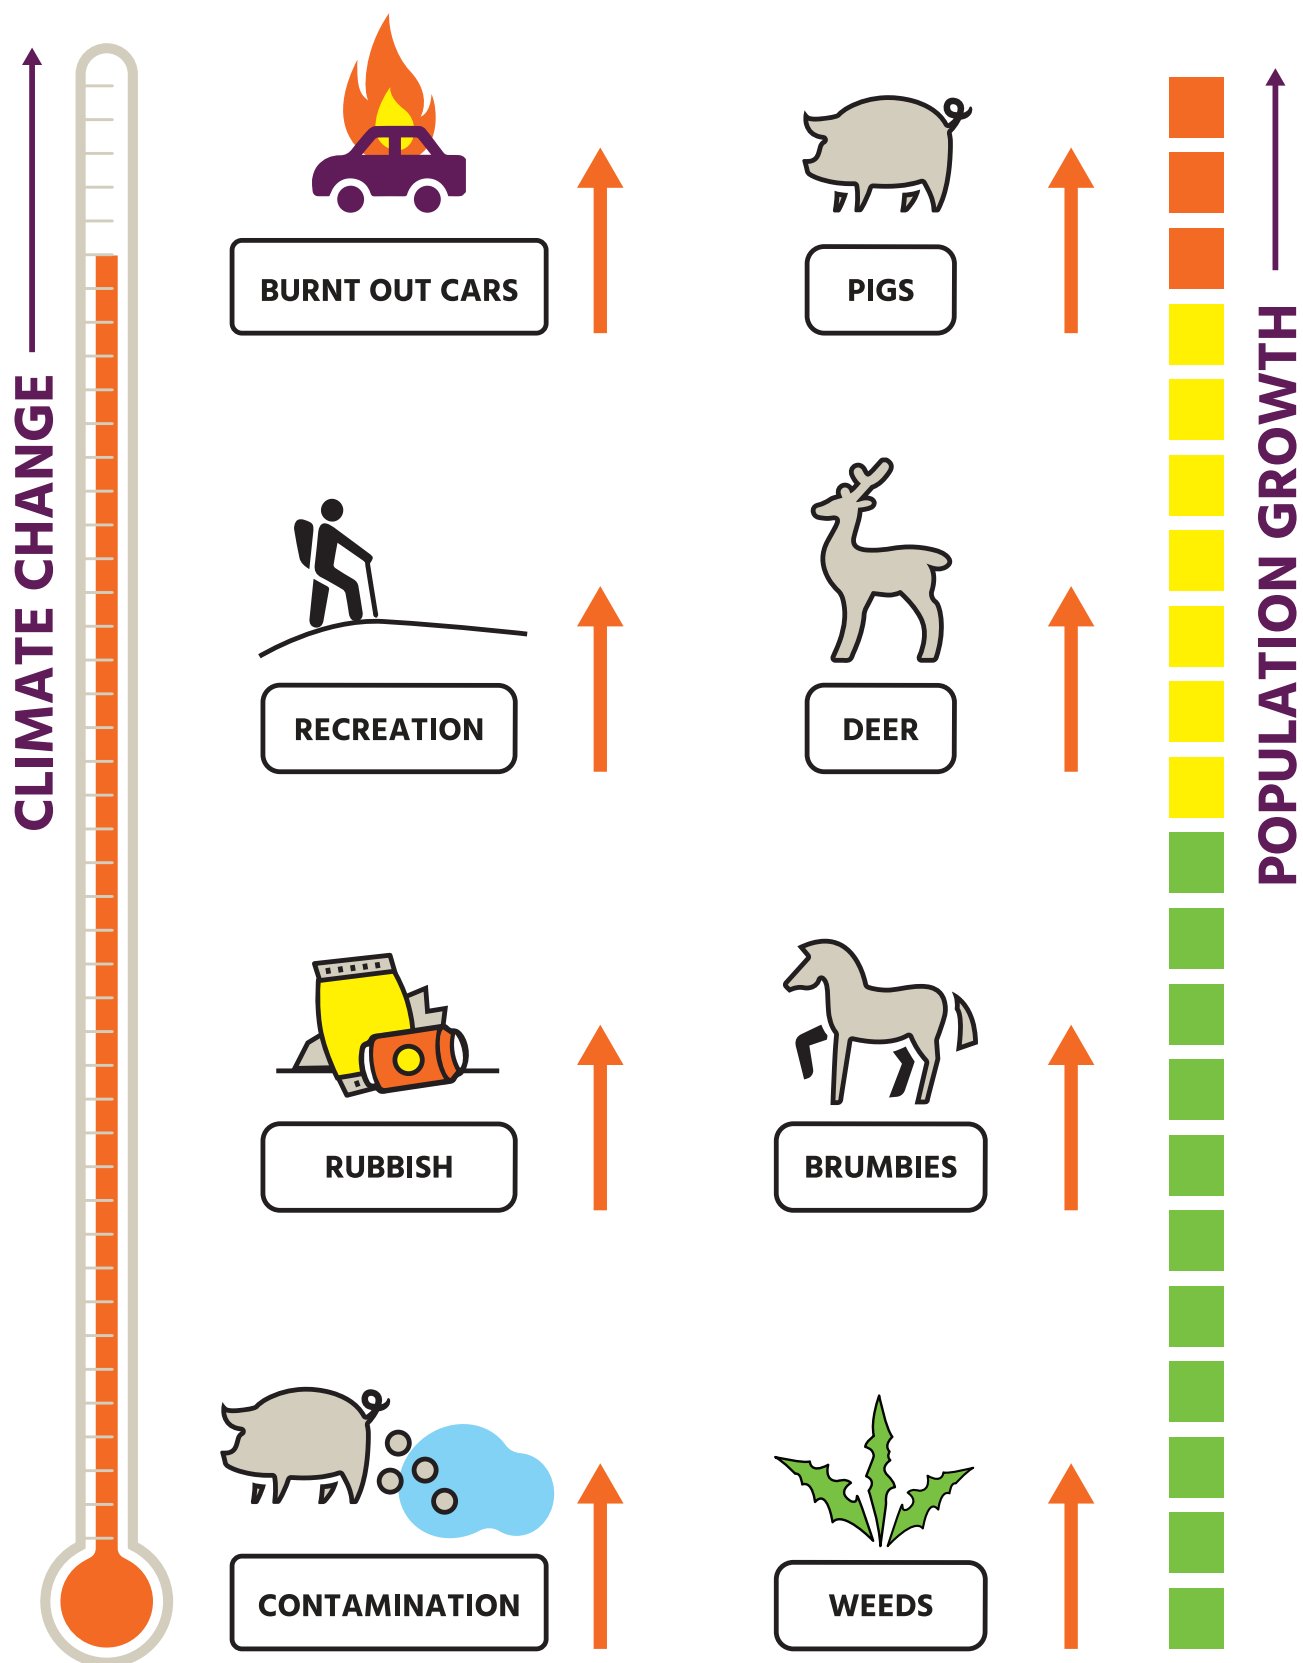 CLIMATE CHANGE
BURNT OUT CARS
PIGS
RECREATION
DEER
RUBBISH
BRUMBIES
CONTAMINATION
WEEDS
POPULATION GROWTH